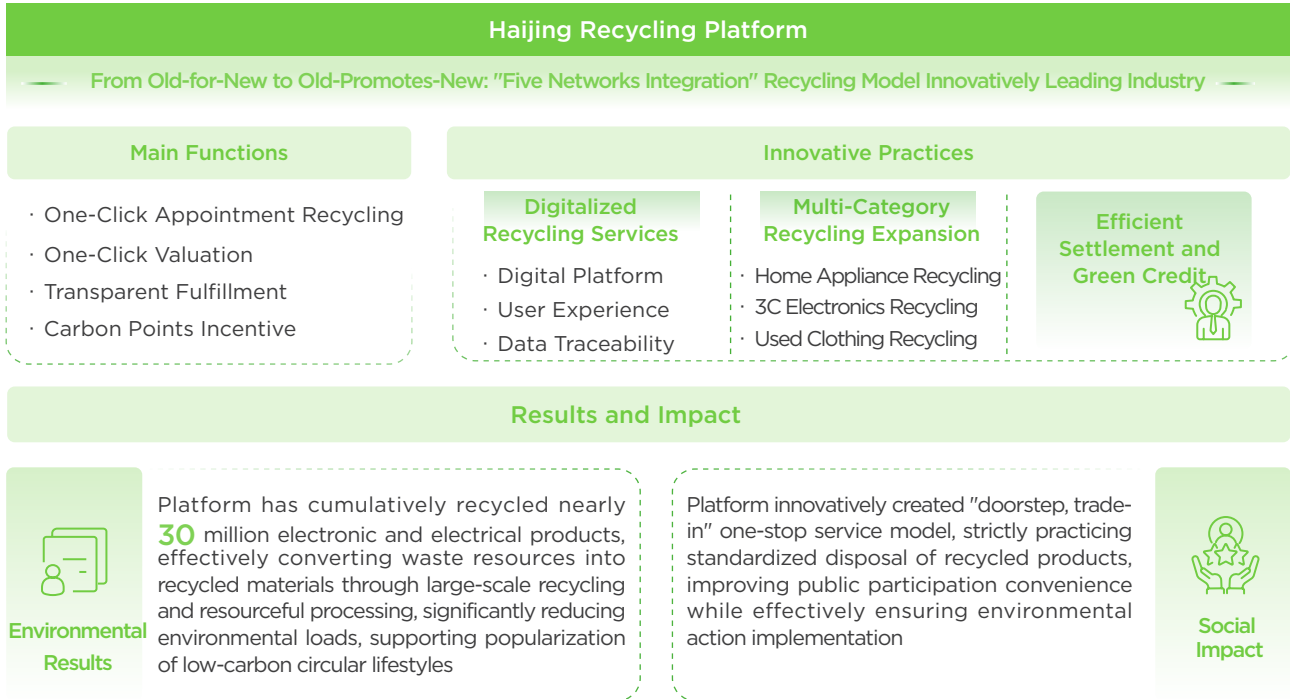 Haijing Recycling Platform
From Old-for-New to Old-Promotes-New: "Five Networks Integration" Recycling Model Innovatively Leading Industry
Main Functions
· One-Click Appointment Recycling
· One-Click Valuation
· Transparent Fulfillment
· Carbon Points Incentive
Innovative Practices
Digitalized
Recycling Services
· Digital Platform
· User Experience
· Data Traceability
Multi-Category
Recycling Expansion
· Home Appliance Recycling
· 3C Electronics Recycling
· Used Clothing Recycling
Efficient
Settlement and
Green Credit
Results and Impact
Environmental
Results
Platform has cumulatively recycled nearly
30 million electronic and electrical products,
effectively converting waste resources into
recycled materials through large-scale recycling
and resourceful processing, significantly reducing
environmental loads, supporting popularization
of low-carbon circular lifestyles
Platform innovatively created "doorstep, trade-
in" one-stop service model, strictly practicing
standardized disposal of recycled products,
improving public participation convenience
while effectively ensuring environmental
action implementation
Social
Impact